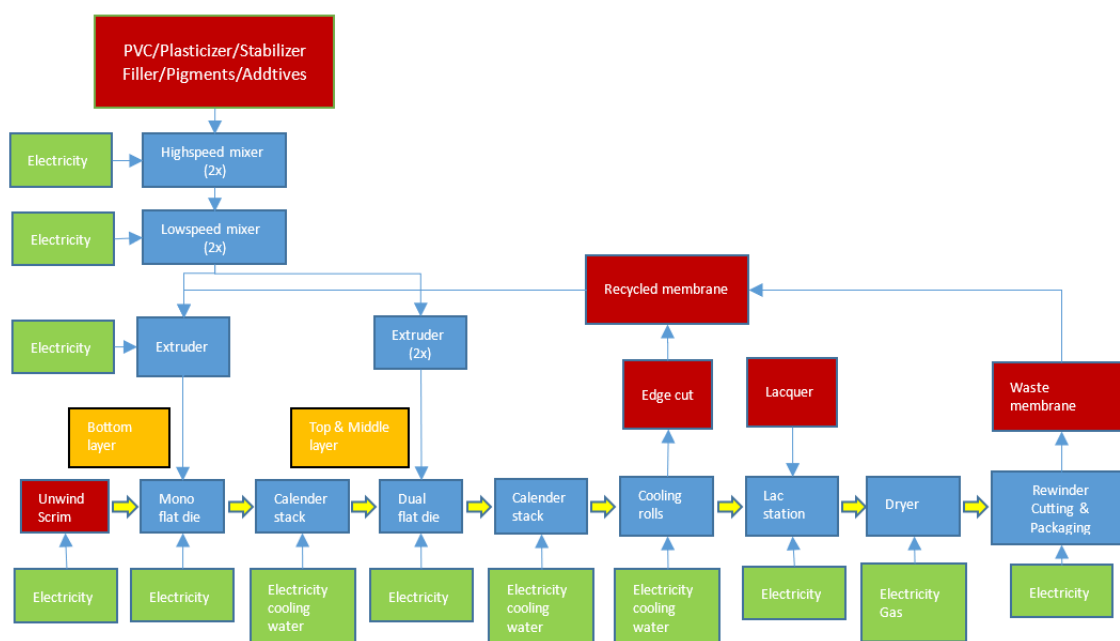 PVC/Plasticizer/Stabilizer
Filler/Pigments/Addtives
Electricity
Highspeed mixer
(2x)
Electricity
Lowspeed mixer
(2x)
Recycled membrane
Electricity
Extruder
Extruder
(2x)
Edge cut
Lacquer
Waste
membrane
Bottom
layer
Top & Middle
layer
Unwind
Scrim
Mono
flat die
Calender
stack
Dual
flat die
Calender
stack
Cooling
rolls
Lac
station
Dryer
Rewinder
Cutting &
Packaging
Electricity
Electricity
Electricity
cooling
water
Electricity
Electricity
cooling
water
Electricity
cooling
water
Electricity
Electricity
Gas
Electricity